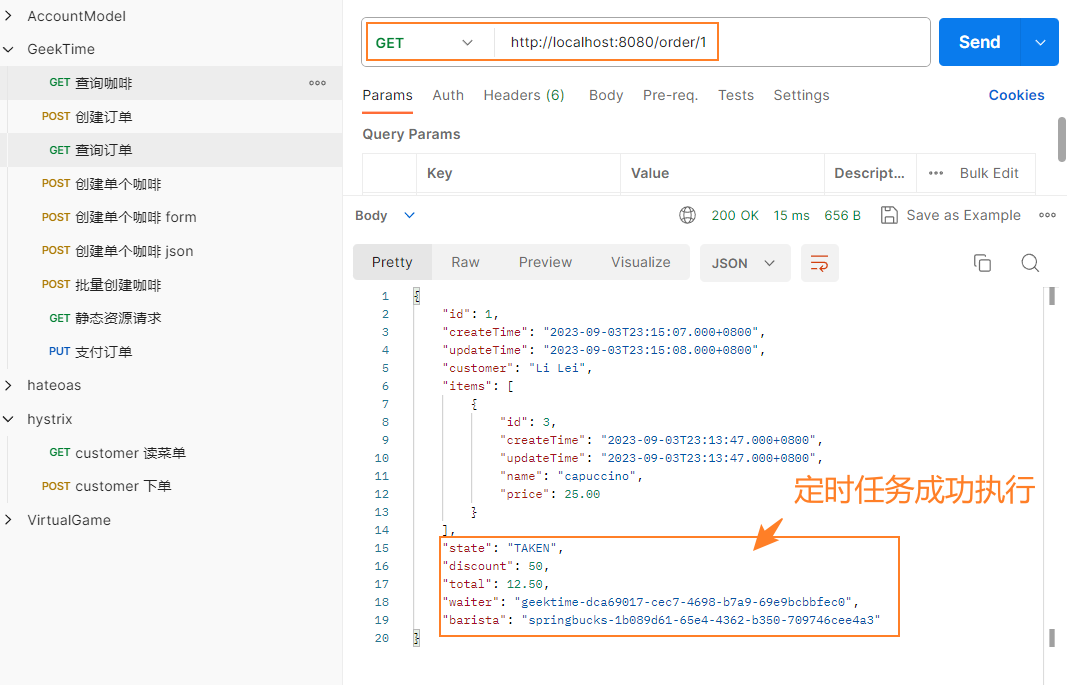 AccountModel
GeekTime
GET 查询咖啡
POST 创建订单
GET 查询订单
POST 创建单个咖啡
POST 创建单个咖啡 form
POST 创建单个咖啡 json
POST 批量创建咖啡
GET 静态资源请求
PUT 支付订单
hateoas
hystrix
GET customer 读菜单
POST customer 下单
VirtualGame
GET http://localhost:8080/order/1 Send
Params Auth Headers (6) Body Pre-req. Tests Settings Cookies
Query Params
Key Value Descript... Bulk Edit
Body 200 OK 15 ms 656 B Save as Example
Pretty Raw Preview Visualize JSON
1 {
2 "id": 1,
3 "createTime": "2023-09-03T23:15:07.000+0800",
4 "updateTime": "2023-09-03T23:15:08.000+0800",
5 "customer": "Li Lei",
6 "items": [
7 {
8 "id": 3,
9 "createTime": "2023-09-03T23:13:47.000+0800",
10 "updateTime": "2023-09-03T23:13:47.000+0800",
11 "name": "capuccino",
12 "price": 25.00
13 }
14 ],
15 "state": "TAKEN",
16 "discount": 50,
17 "total": 12.50,
18 "waiter": "geektime-dca69017-cec7-4698-b7a9-69e9bcbbfec0",
19 "barista": "springbucks-1b089d61-65e4-4362-b350-709746cee4a3"
20 }
定时任务成功执行